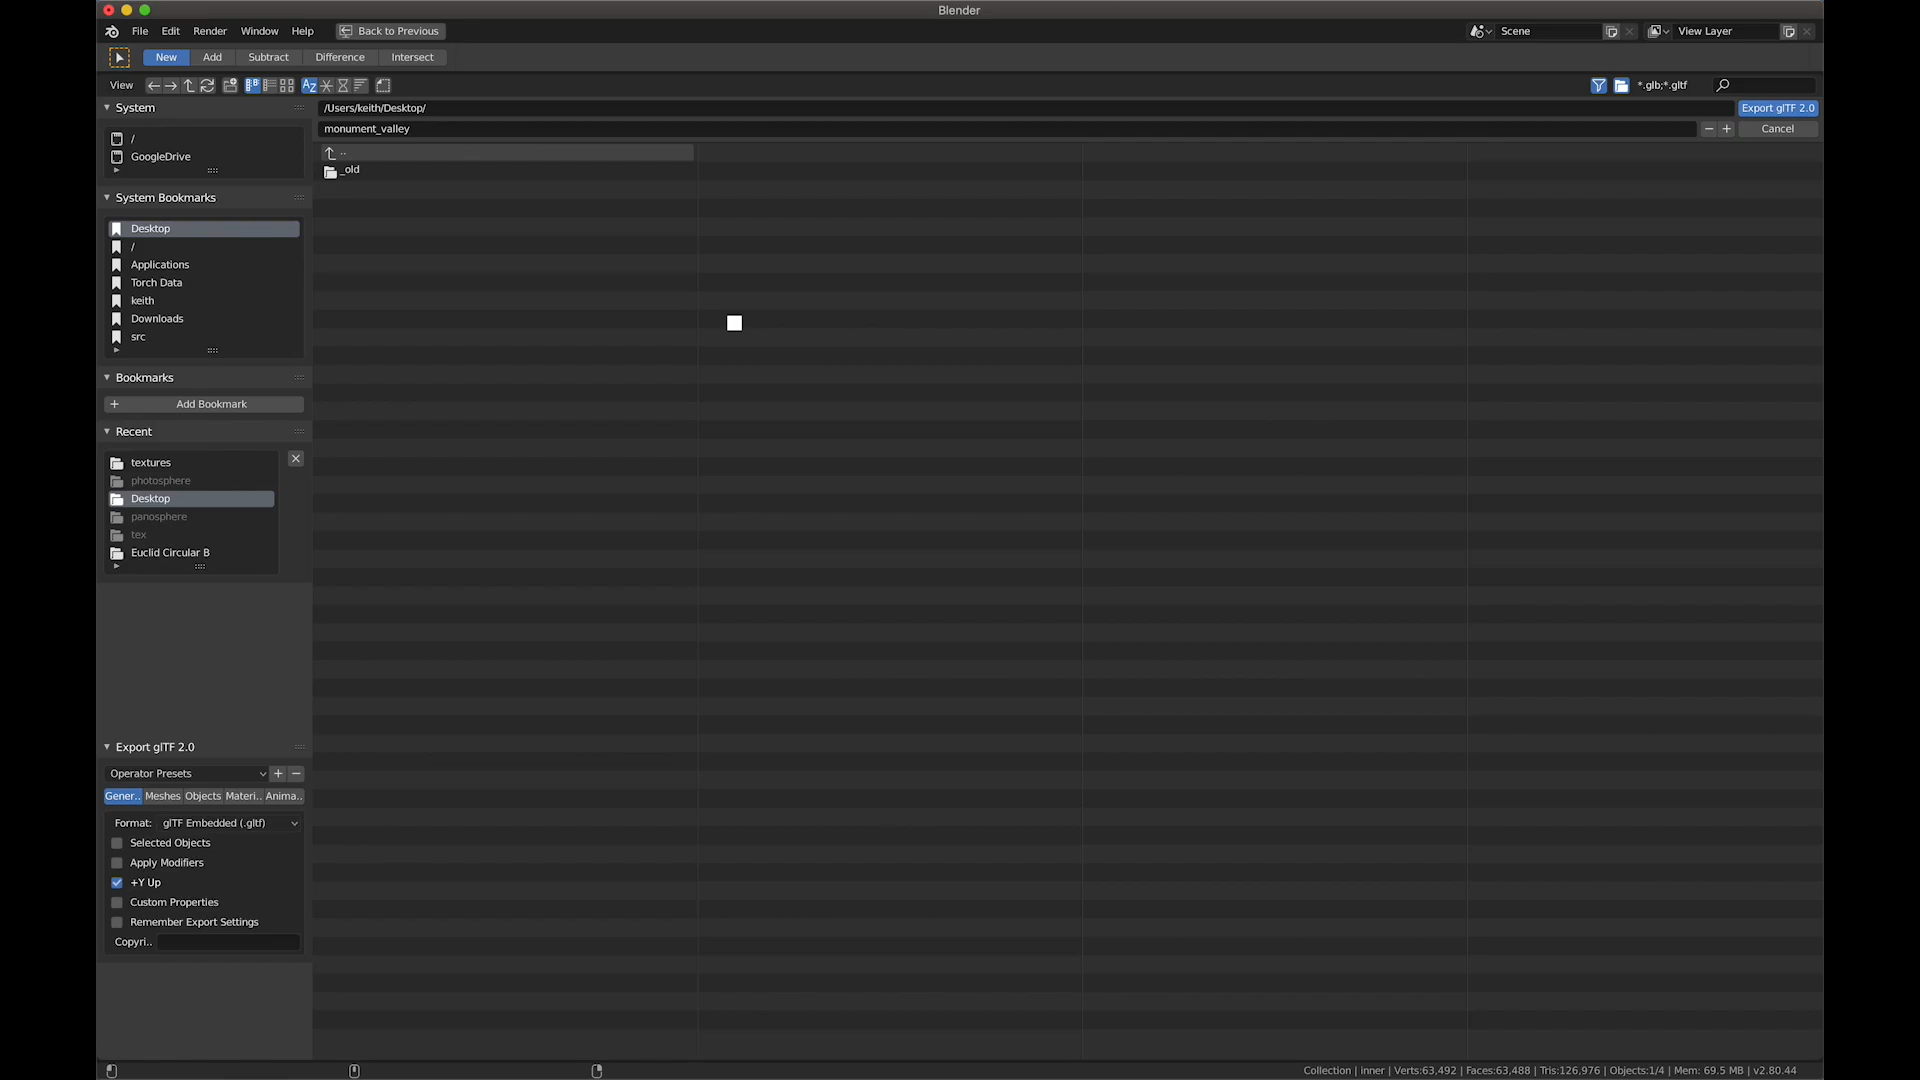 Blender
File Edit Render Window Help Back to Previous Scene View Layer
New Add Subtract Difference Intersect
View *.glb;*.gltf
System
/
GoogleDrive
System Bookmarks
Desktop
/
Applications
Torch Data
keith
Downloads
src
Bookmarks
+ Add Bookmark
Recent
textures
photosphere
Desktop
panosphere
tex
Euclid Circular B
/Users/keith/Desktop/ Export glTF 2.0
monument_valley Cancel
..
_old
Export glTF 2.0
Operator Presets
Gener.. Meshes Objects Materi.. Anima..
Format: glTF Embedded (.gltf)
Selected Objects
Apply Modifiers
+Y Up
Custom Properties
Remember Export Settings
Copyri..
Collection | inner | Verts:63,492 | Faces:63,488 | Tris:126,976 | Objects:1/4 | Mem: 69.5 MB | v2.80.44